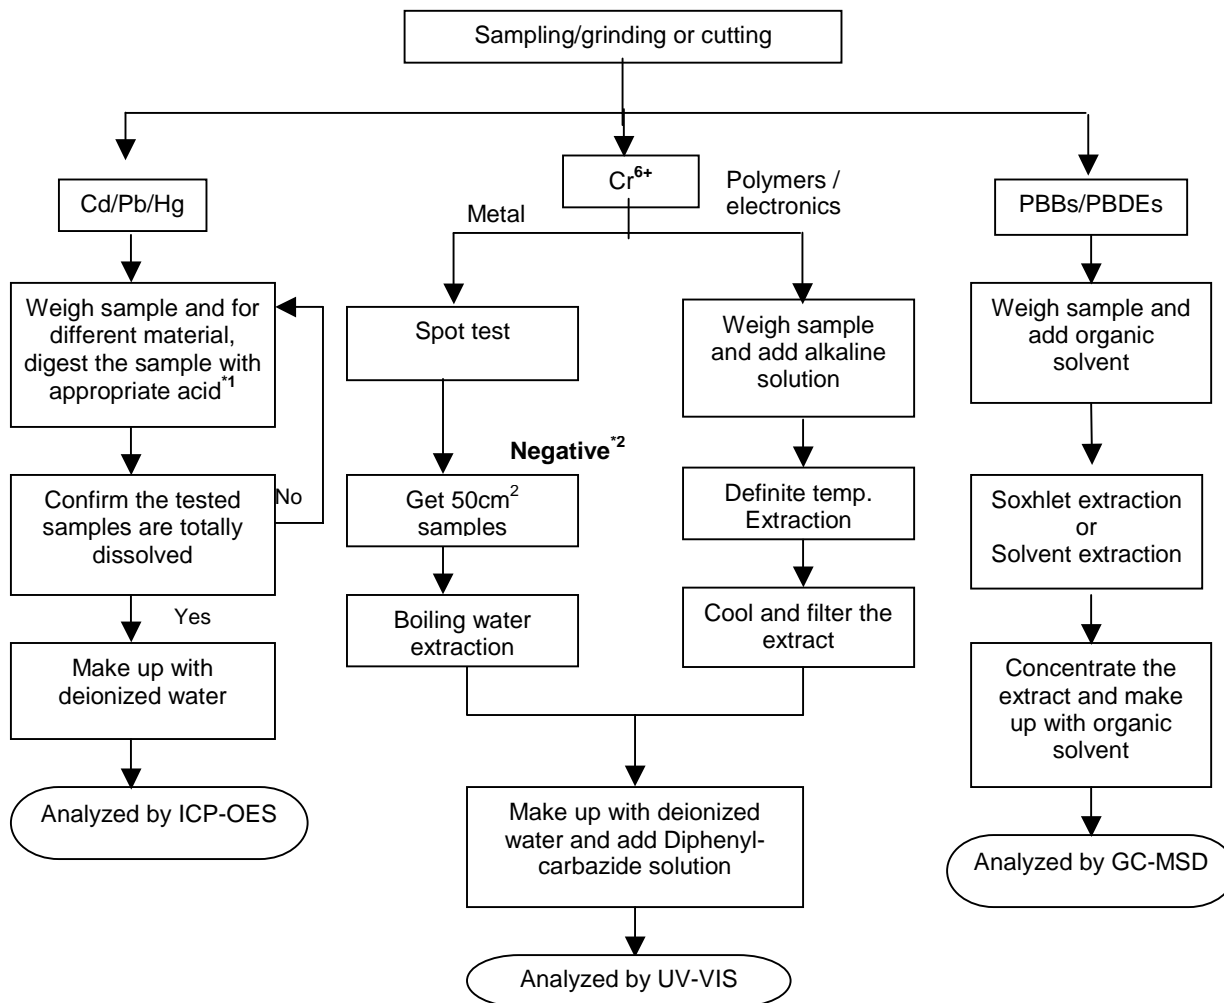 Sampling/grinding or cutting
Cd/Pb/Hg
Cr⁶⁺
Polymers /
electronics
Metal
PBBs/PBDEs
Weigh sample and for
different material,
digest the sample with
appropriate acid*¹
Spot test
Weigh sample
and add alkaline
solution
Weigh sample and
add organic
solvent
Negative*²
Confirm the tested
samples are totally
dissolved
No
Get 50cm²
samples
Definite temp.
Extraction
Soxhlet extraction
or
Solvent extraction
Yes
Boiling water
extraction
Cool and filter the
extract
Make up with
deionized water
Concentrate the
extract and make
up with organic
solvent
Analyzed by ICP-OES
Make up with deionized
water and add Diphenyl-
carbazide solution
Analyzed by GC-MSD
Analyzed by UV-VIS